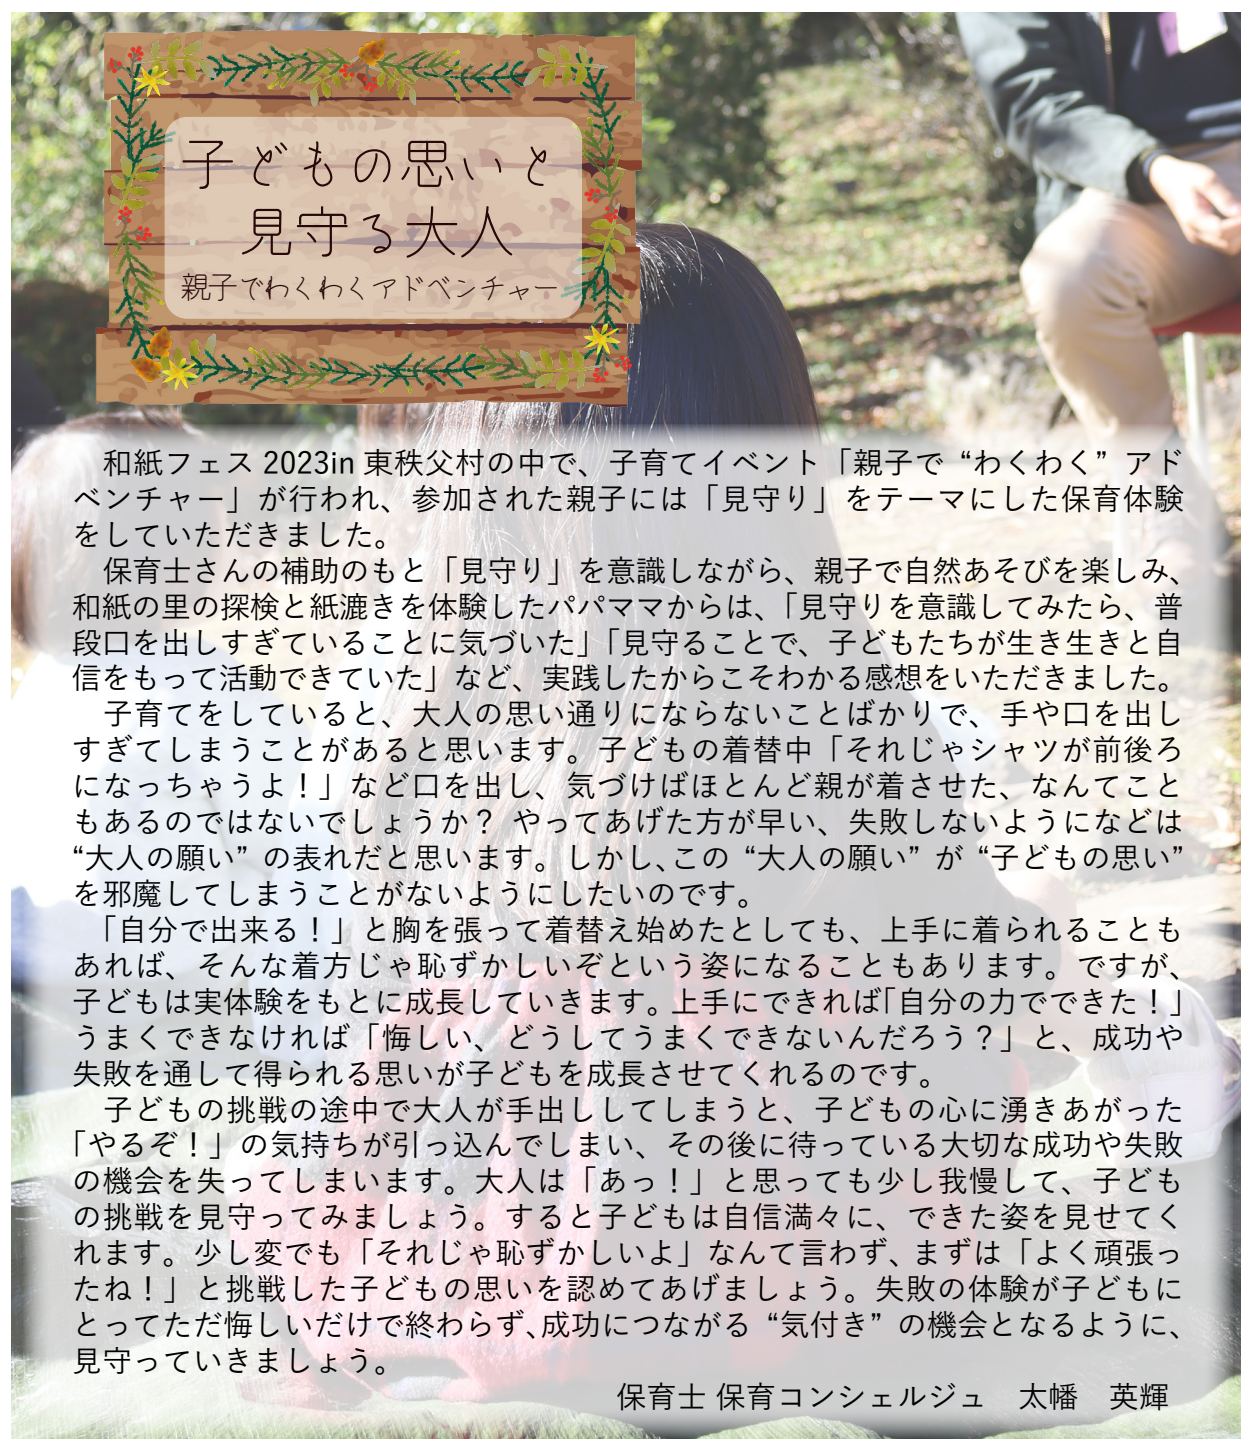 子どもの思いと
見守る大人
親子でわくわくアドベンチャー
和紙フェス 2023in 東秩父村の中で、子育てイベント「親子で “わくわく” アド
ベンチャー」が行われ、参加された親子には「見守り」をテーマにした保育体験
をしていただきました。
保育士さんの補助のもと「見守り」を意識しながら、親子で自然あそびを楽しみ、
和紙の里の探検と紙漉きを体験したパパママからは、「見守りを意識してみたら、普
段口を出しすぎていることに気づいた」「見守ることで、子どもたちが生き生きと自
信をもって活動できていた」など、実践したからこそわかる感想をいただきました。
子育てをしていると、大人の思い通りにならないことばかりで、手や口を出し
すぎてしまうことがあると思います。子どもの着替中「それじゃシャツが前後ろ
になっちゃうよ！」など口を出し、気づけばほとんど親が着させた、なんてこと
もあるのではないでしょうか？ やってあげた方が早い、失敗しないようになどは
“大人の願い” の表れだと思います。しかし、この “大人の願い” が “子どもの思い”
を邪魔してしまうことがないようにしたいのです。
「自分で出来る！」と胸を張って着替え始めたとしても、上手に着られることも
あれば、そんな着方じゃ恥ずかしいぞという姿になることもあります。ですが、
子どもは実体験をもとに成長していきます。上手にできれば「自分の力でできた！」
うまくできなければ「悔しい、どうしてうまくできないんだろう？」と、成功や
失敗を通して得られる思いが子どもを成長させてくれるのです。
子どもの挑戦の途中で大人が手出ししてしまうと、子どもの心に湧きあがった
「やるぞ！」の気持ちが引っ込んでしまい、その後に待っている大切な成功や失敗
の機会を失ってしまいます。大人は「あっ！」と思っても少し我慢して、子ども
の挑戦を見守ってみましょう。すると子どもは自信満々に、できた姿を見せてく
れます。少し変でも「それじゃ恥ずかしいよ」なんて言わず、まずは「よく頑張っ
たね！」と挑戦した子どもの思いを認めてあげましょう。失敗の体験が子どもに
とってただ悔しいだけで終わらず、成功につながる “気付き” の機会となるように、
見守っていきましょう。
保育士 保育コンシェルジュ　太幡　英輝